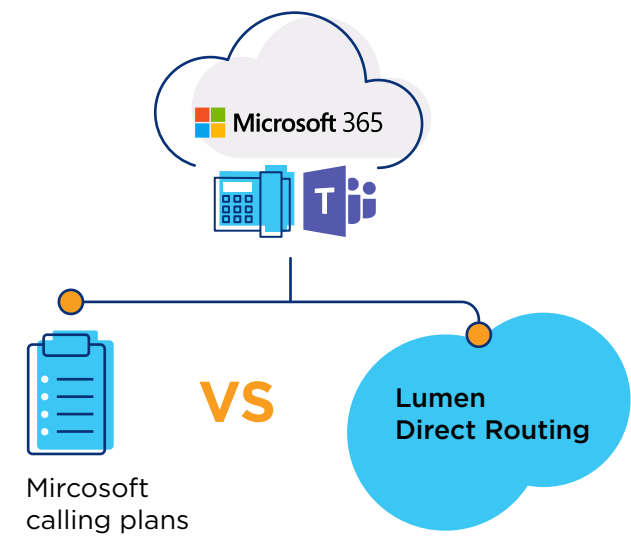 Microsoft 365
T
VS
Lumen
Direct Routing
Mircosoft
calling plans